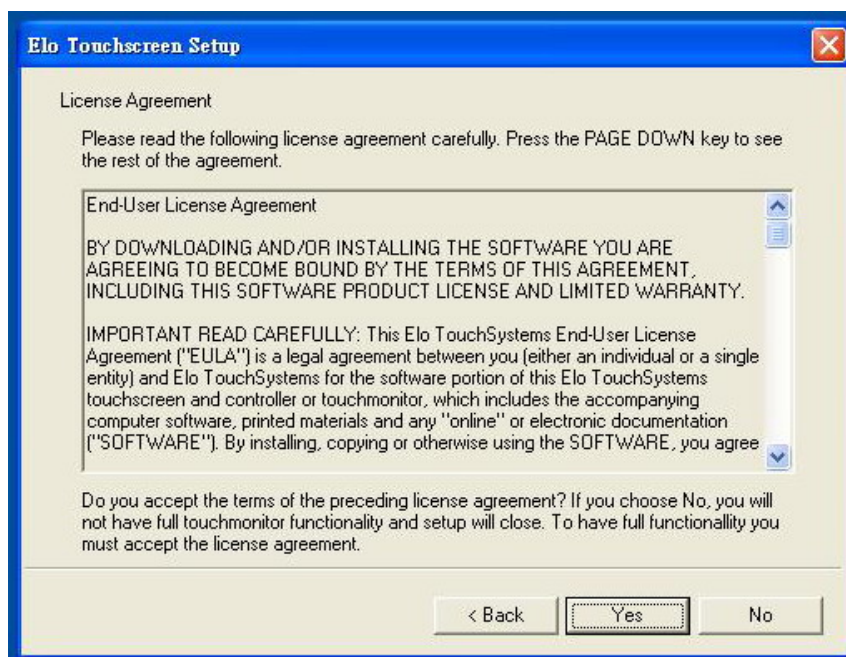 Elo Touchscreen Setup
License Agreement
Please read the following license agreement carefully. Press the PAGE DOWN key to see
the rest of the agreement.
End-User License Agreement
BY DOWNLOADING AND/OR INSTALLING THE SOFTWARE YOU ARE
AGREEING TO BECOME BOUND BY THE TERMS OF THIS AGREEMENT,
INCLUDING THIS SOFTWARE PRODUCT LICENSE AND LIMITED WARRANTY.
IMPORTANT READ CAREFULLY: This Elo TouchSystems End-User License
Agreement ("EULA") is a legal agreement between you (either an individual or a single
entity) and Elo TouchSystems for the software portion of this Elo TouchSystems
touchscreen and controller or touchmonitor, which includes the accompanying
computer software, printed materials and any "online" or electronic documentation
("SOFTWARE"). By installing, copying or otherwise using the SOFTWARE, you agree
Do you accept the terms of the preceding license agreement? If you choose No, you will
not have full touchmonitor functionality and setup will close. To have full functionallity you
must accept the license agreement.
< Back
Yes
No